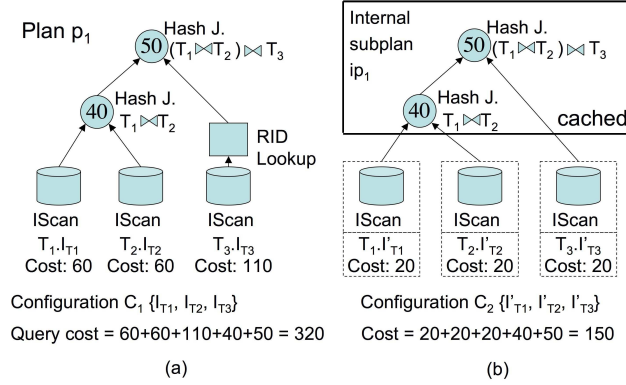 Plan p1
Hash J.
50
(T1 ⋈ T2) ⋈ T3
Hash J.
40
T1 ⋈ T2
RID
Lookup
IScan IScan IScan
T1.IT1 T2.IT2 T3.IT3
Cost: 60 Cost: 60 Cost: 110
Configuration C1 {IT1, IT2, IT3}
Query cost = 60+60+110+40+50 = 320
(a)
Internal
subplan
ip1
Hash J.
50
(T1 ⋈ T2) ⋈ T3
Hash J.
40
T1 ⋈ T2
cached
IScan IScan IScan
T1.I'T1 T2.I'T2 T3.I'T3
Cost: 20 Cost: 20 Cost: 20
Configuration C2 {I'T1, I'T2, I'T3}
Cost = 20+20+20+40+50 = 150
(b)